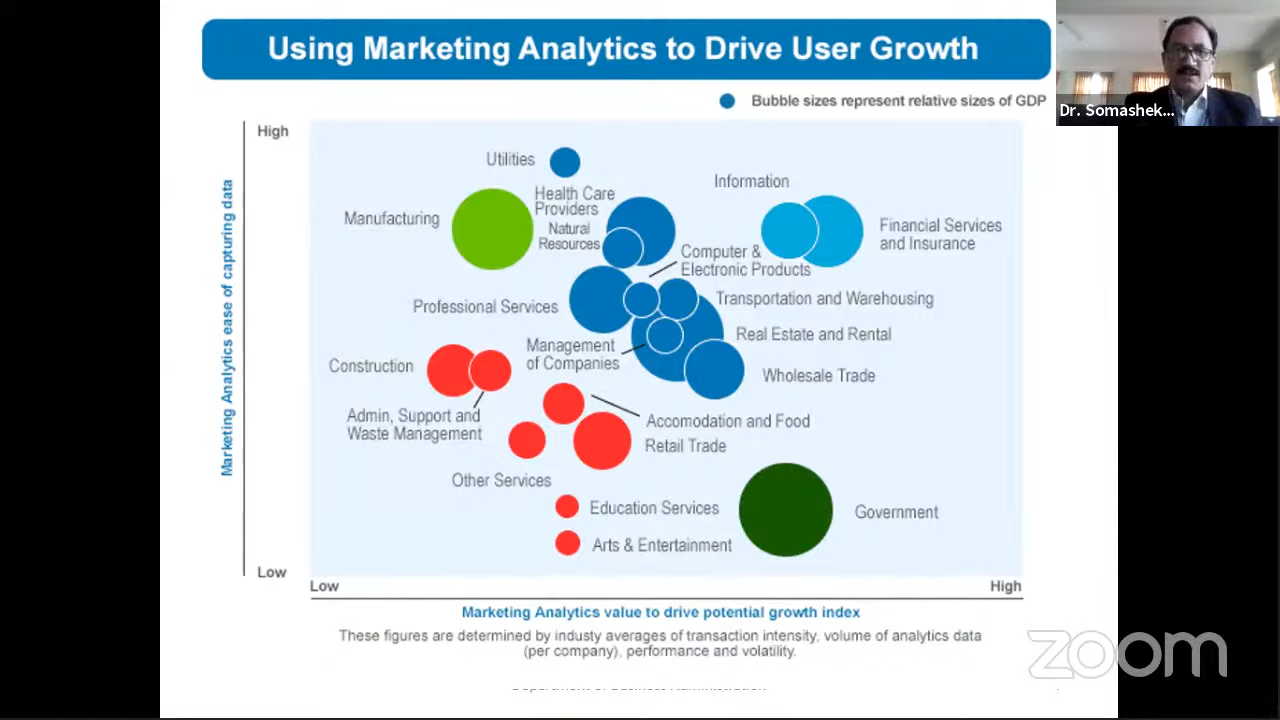 Using Marketing Analytics to Drive User Growth
Bubble sizes represent relative sizes of GDP
Dr. Somashek...
High
Marketing Analytics ease of capturing data
Utilities
Information
Health Care
Providers
Manufacturing
Natural
Resources
Financial Services
and Insurance
Computer &
Electronic Products
Transportation and Warehousing
Professional Services
Real Estate and Rental
Management
of Companies
Construction
Wholesale Trade
Admin, Support and
Waste Management
Accomodation and Food
Retail Trade
Other Services
Education Services
Government
Arts & Entertainment
Low
Low
High
Marketing Analytics value to drive potential growth index
These figures are determined by industy averages of transaction intensity, volume of analytics data
(per company), performance and volatility.
zoom
Department of Business Administration